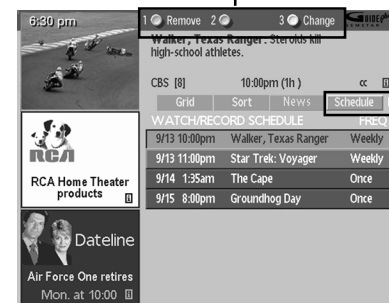 6:30 pm
1 Remove 2 3 Change
GUIDE
GEMSTAR
Walker, Texas Ranger. Steroids kill
high-school athletes.
CBS [8] 10:00pm (1h) cc i
Grid Sort News Schedule
WATCH/RECORD SCHEDULE FREQ
9/13 10:00pm Walker, Texas Ranger Weekly
9/13 11:00pm Star Trek: Voyager Weekly
9/14 1:35am The Cape Once
9/15 8:00pm Groundhog Day Once
RCA
RCA Home Theater
products i
Dateline
Air Force One retires
Mon. at 10:00 i